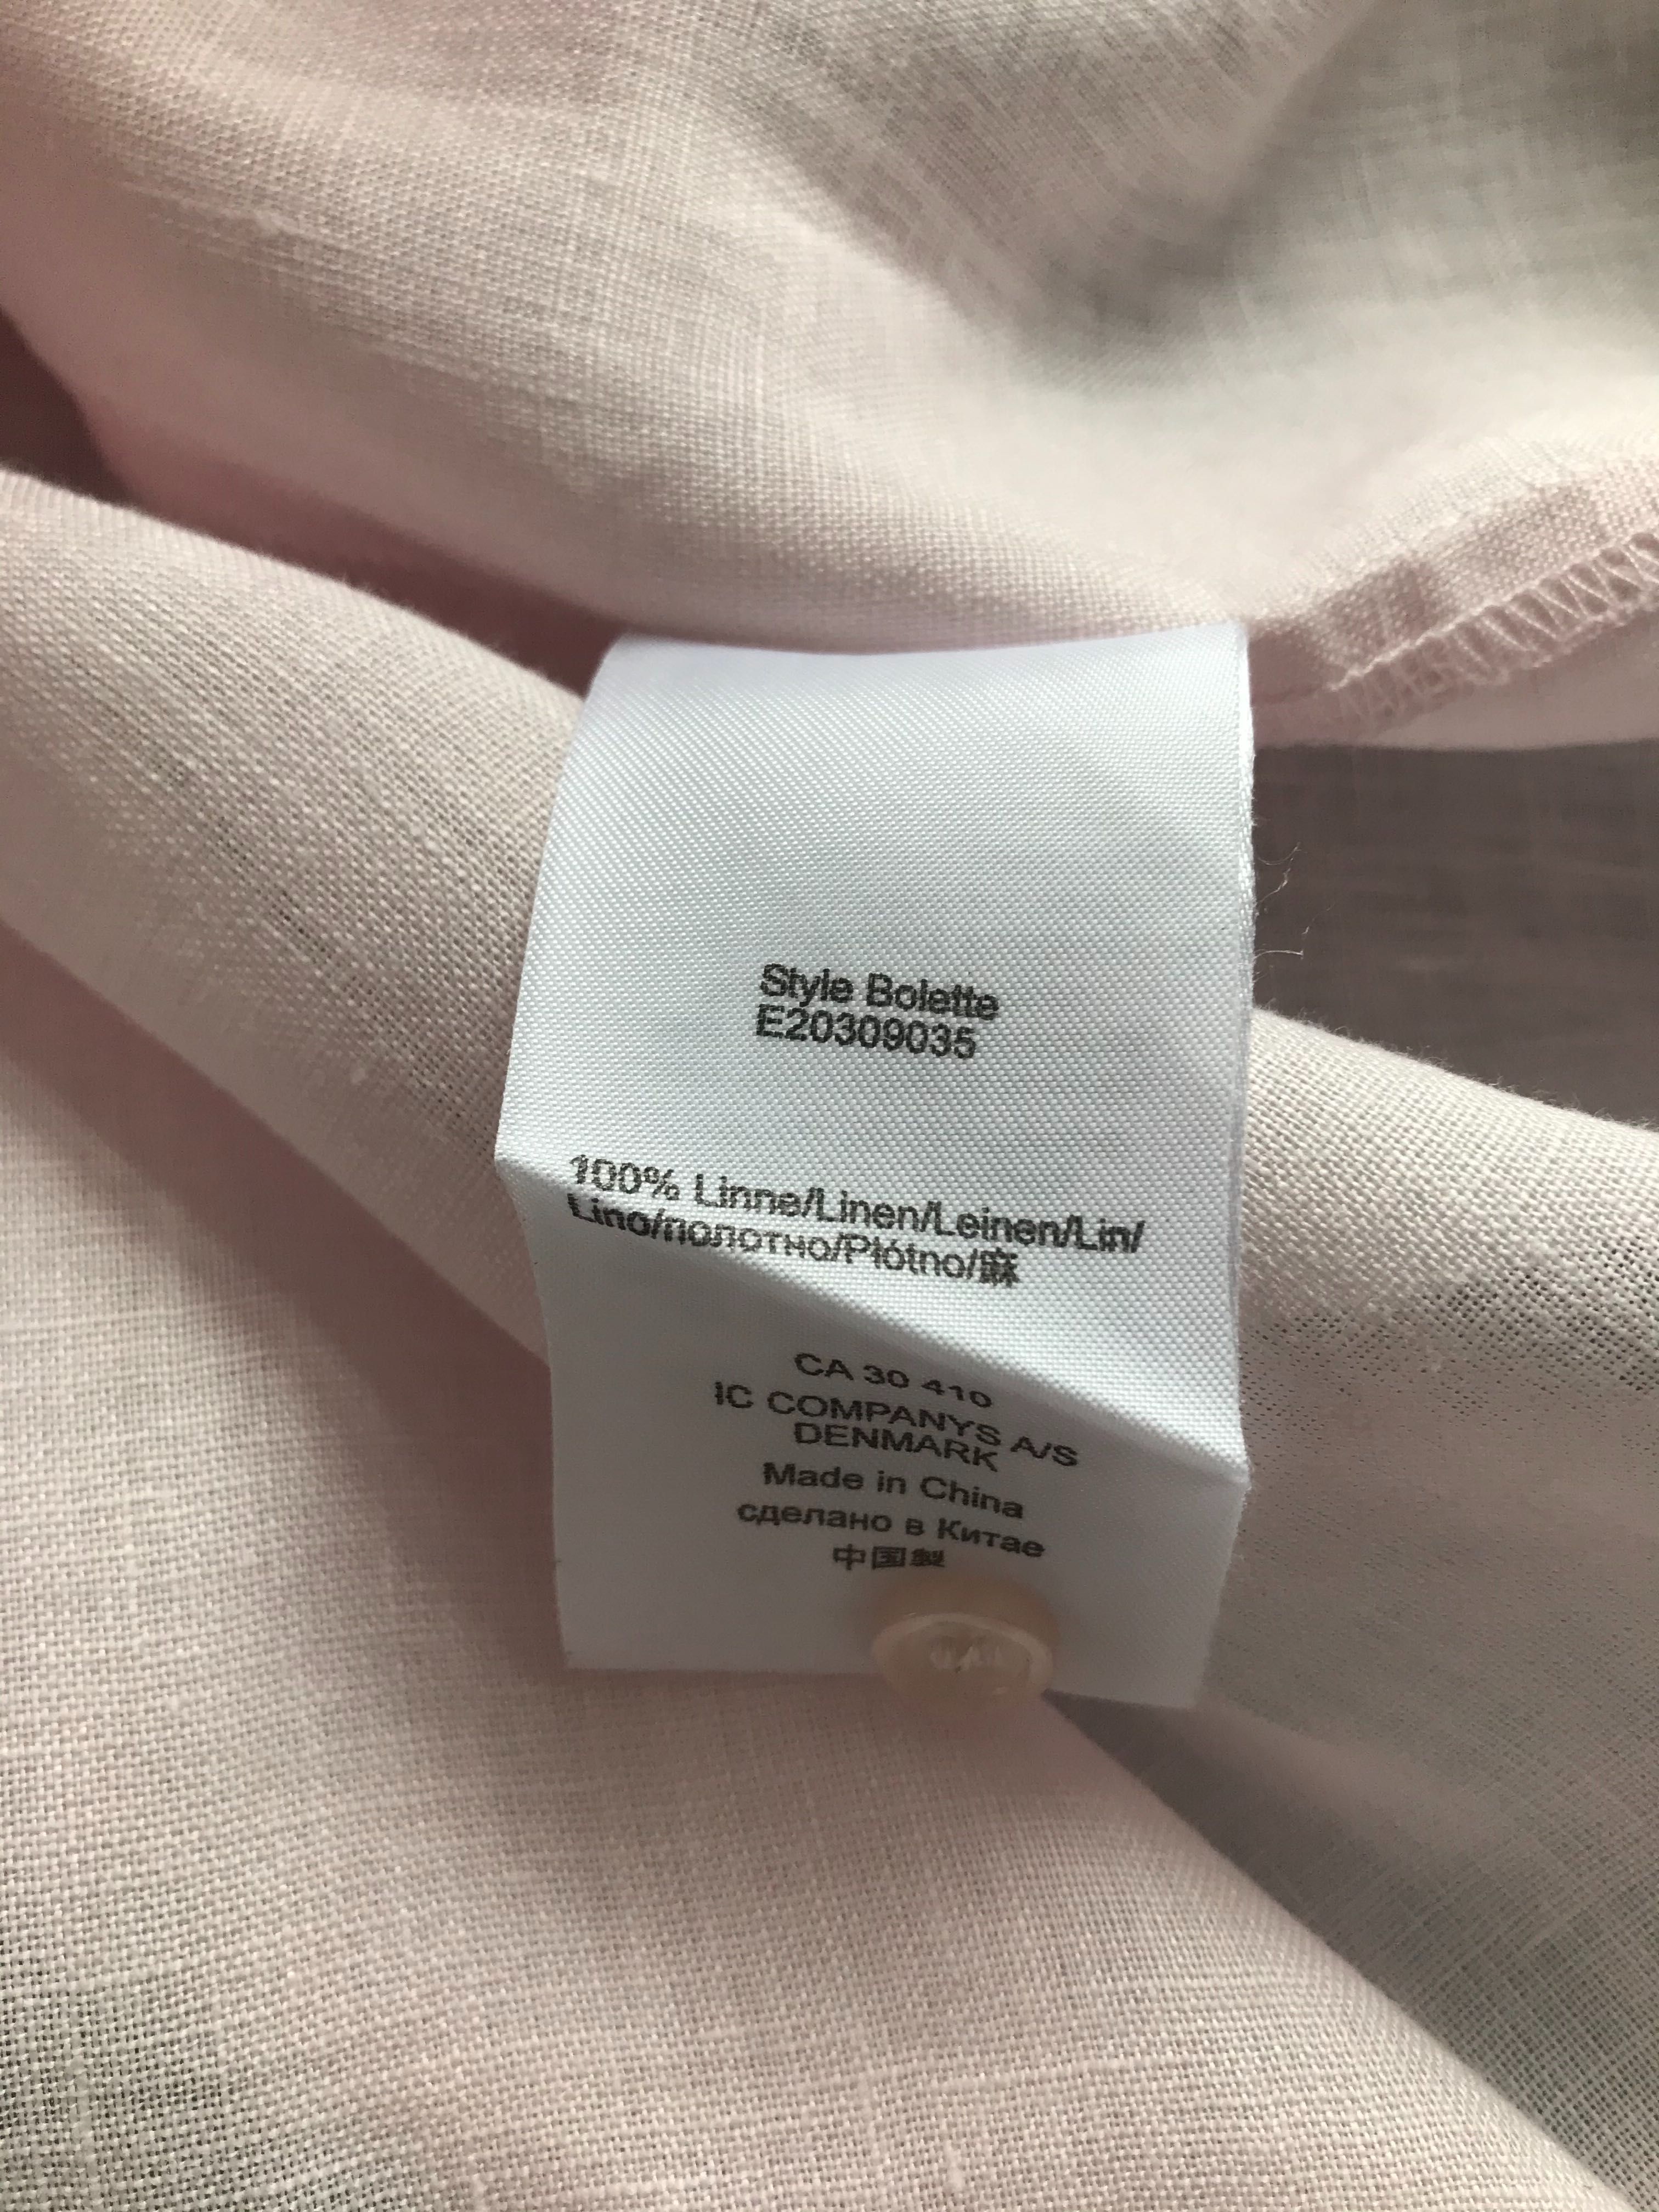 Style Bolette
E20309035
100% Linne/Linen/Leinen/Lin/
Lino/полотно/Płótno/麻
CA 30 410
IC COMPANYS A/S
DENMARK
Made in China
сделано в Китае
中国製